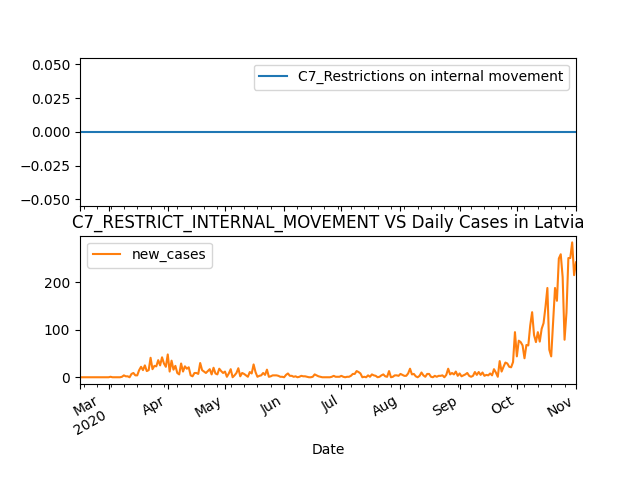 0.050
0.025
0.000
−0.025
−0.050
C7_Restrictions on internal movement
C7_RESTRICT_INTERNAL_MOVEMENT VS Daily Cases in Latvia
new_cases
200
100
0
Mar
2020
Apr
May
Jun
Jul
Aug
Sep
Oct
Nov
Date